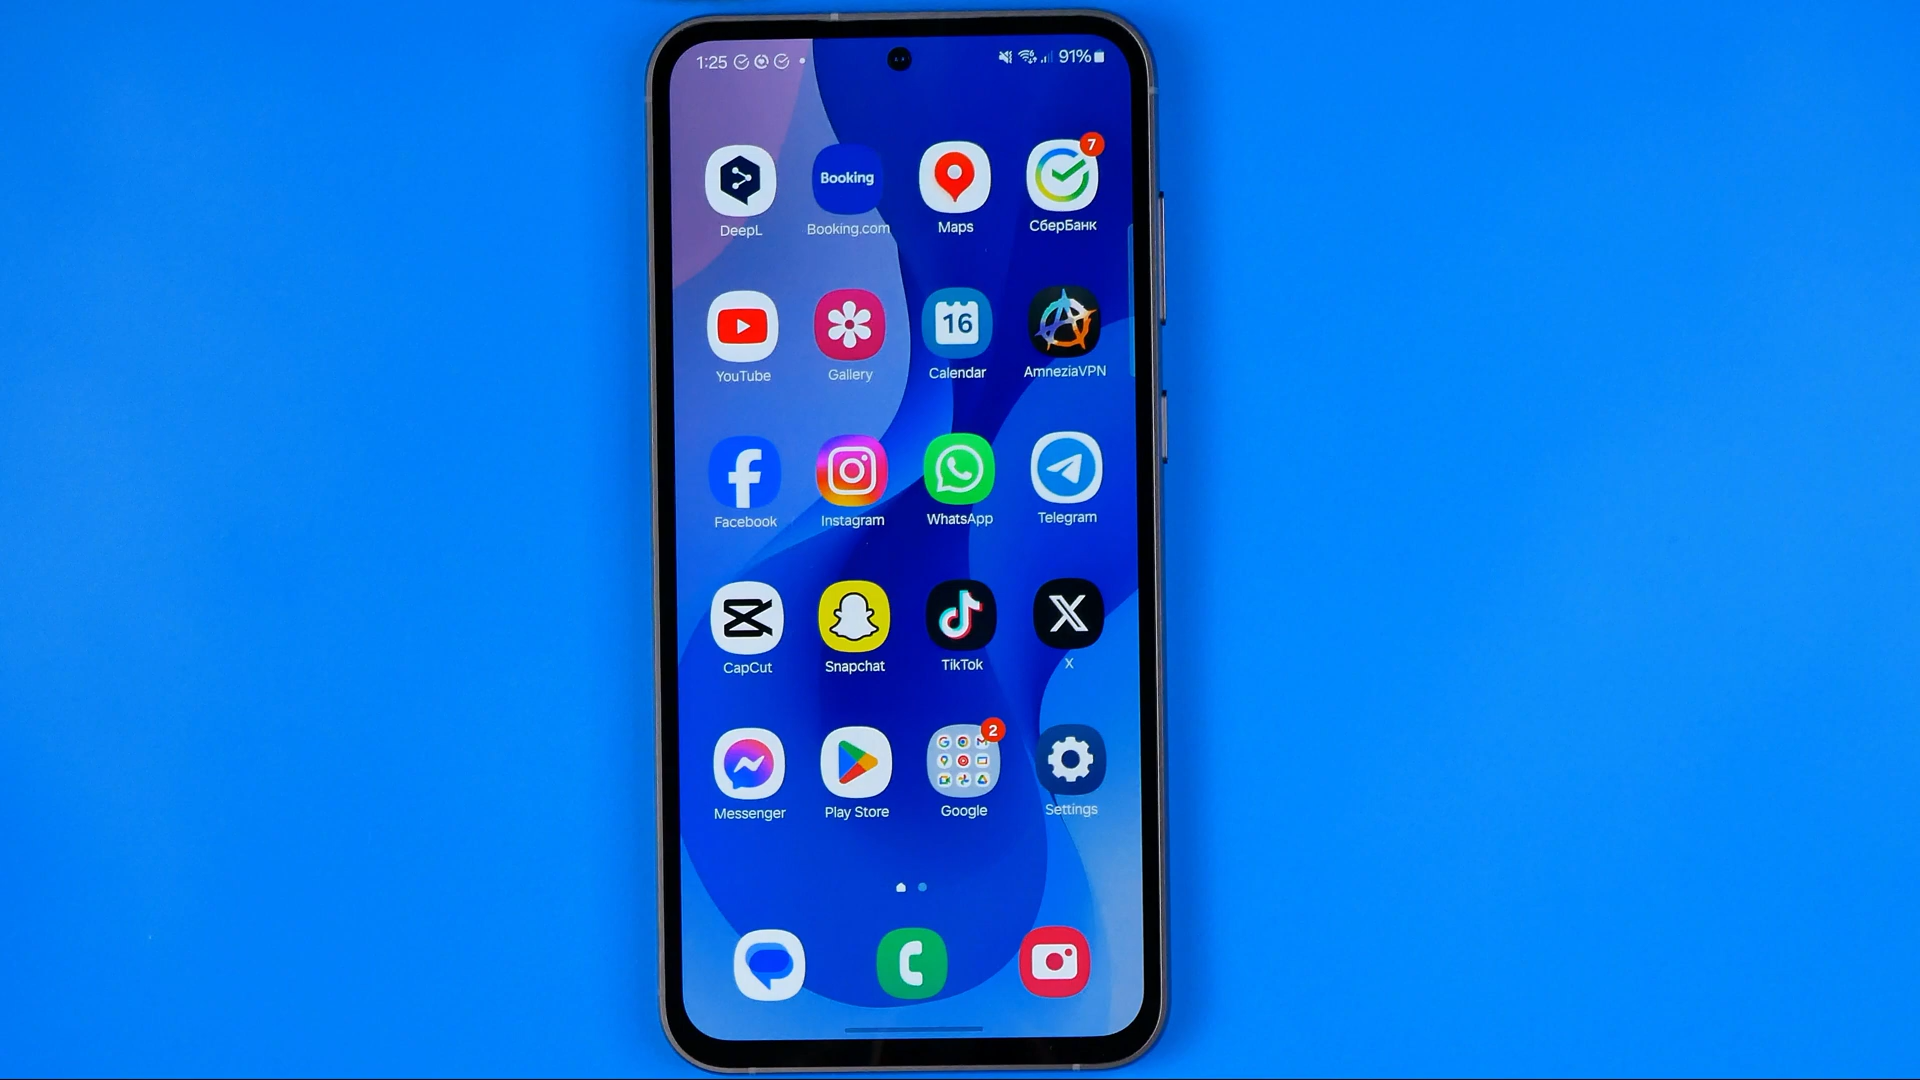 1:25
91%
7
Booking
DeepL
Booking.com
Maps
СберБанк
16
YouTube
Gallery
Calendar
AmneziaVPN
Facebook
Instagram
WhatsApp
Telegram
CapCut
Snapchat
TikTok
X
2
Messenger
Play Store
Google
Settings